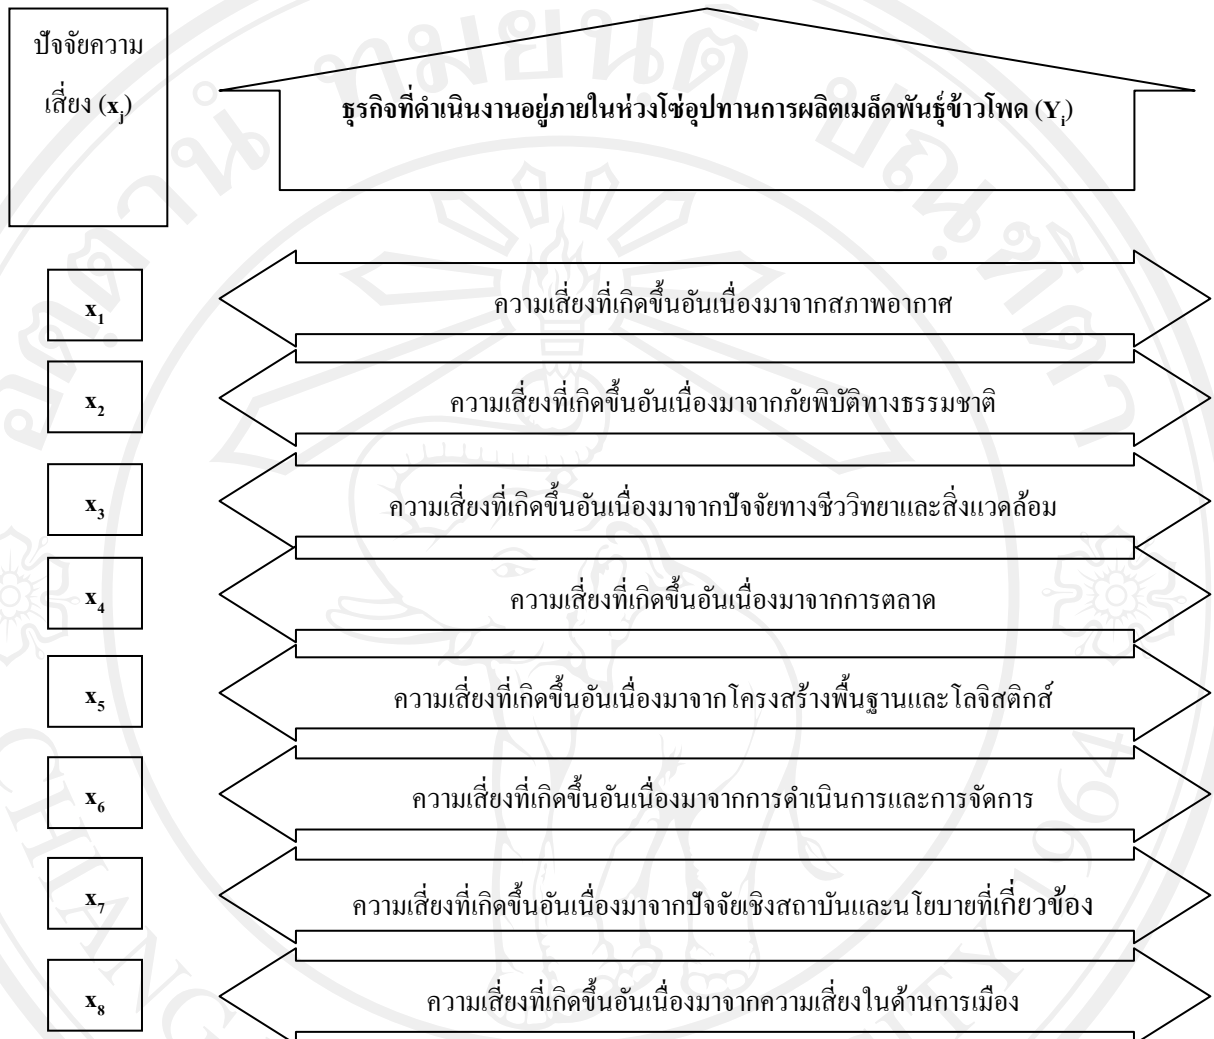 ปัจจัยความ
เสี่ยง (xj)
ธุรกิจที่ดำเนินงานอยู่ภายในห่วงโซ่อุปทานการผลิตเมล็ดพันธุ์ข้าวโพด (Yi)
x1
ความเสี่ยงที่เกิดขึ้นอันเนื่องมาจากสภาพอากาศ
x2
ความเสี่ยงที่เกิดขึ้นอันเนื่องมาจากภัยพิบัติทางธรรมชาติ
x3
ความเสี่ยงที่เกิดขึ้นอันเนื่องมาจากปัจจัยทางชีววิทยาและสิ่งแวดล้อม
x4
ความเสี่ยงที่เกิดขึ้นอันเนื่องมาจากการตลาด
x5
ความเสี่ยงที่เกิดขึ้นอันเนื่องมาจากโครงสร้างพื้นฐานและโลจิสติกส์
x6
ความเสี่ยงที่เกิดขึ้นอันเนื่องมาจากการดำเนินการและการจัดการ
x7
ความเสี่ยงที่เกิดขึ้นอันเนื่องมาจากปัจจัยเชิงสถาบันและนโยบายที่เกี่ยวข้อง
x8
ความเสี่ยงที่เกิดขึ้นอันเนื่องมาจากความเสี่ยงในด้านการเมือง
1964